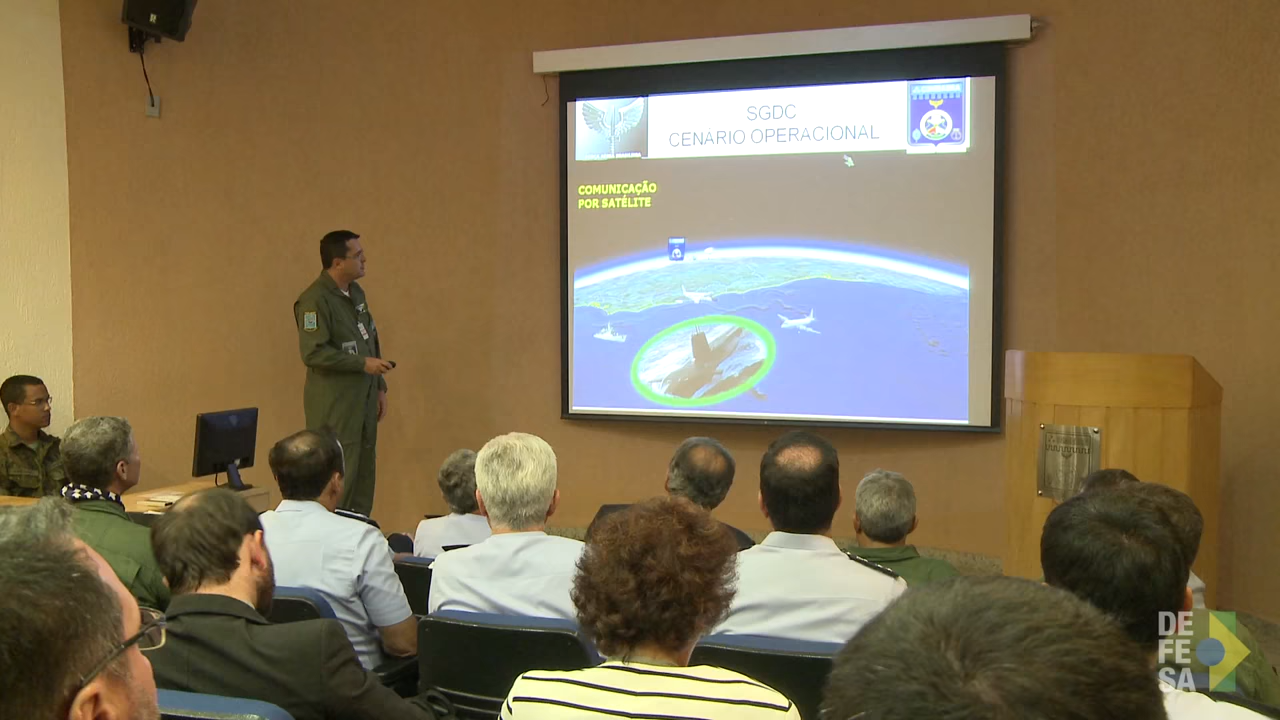 SGDC
CENÁRIO OPERACIONAL
COMUNICAÇÃO
POR SATÉLITE
DE
FE
SA